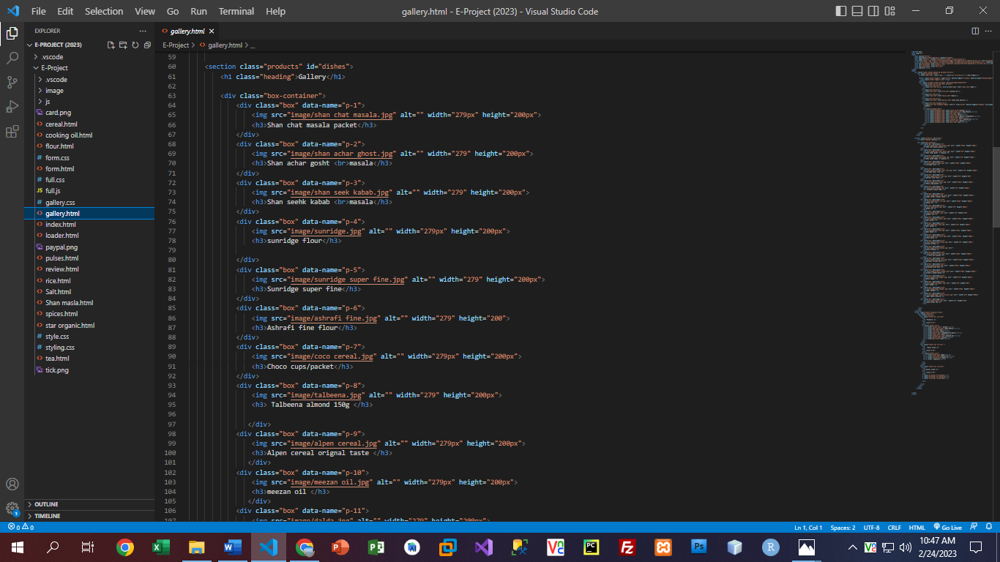 File Edit Selection View Go Run Terminal Help
gallery.html - E-Project (2023) - Visual Studio Code
EXPLORER
E-PROJECT (2023)
.vscode
E-Project
.vscode
image
js
card.png
cereal.html
cooking oil.html
flour.html
form.css
form.html
full.css
JS full.js
gallery.css
gallery.html
index.html
loader.html
paypal.png
pulses.html
review.html
rice.html
Salt.html
Shan masla.html
spices.html
star organic.html
style.css
styling.css
tea.html
tick.png
OUTLINE
TIMELINE
gallery.html
E-Project > gallery.html > ...
59
60 <section class="products" id="dishes">
61 <h1 class="heading">Gallery</h1>
62
63 <div class="box-container">
64 <div class="box" data-name="p-1">
65 <img src="image/shan chat masala.jpg" alt="" width="279px" height="200px">
66 <h3>Shan chat masala packet</h3>
67 </div>
68 <div class="box" data-name="p-2">
69 <img src="image/shan achar ghost.jpg" alt="" width="279" height="200px">
70 <h3>Shan achar gosht <br>masala</h3>
71 </div>
72 <div class="box" data-name="p-3">
73 <img src="image/shan seek kabab.jpg" alt="" width="279" height="200px">
74 <h3>Shan seehk kabab <br>masala</h3>
75 </div>
76 <div class="box" data-name="p-4">
77 <img src="image/sunridge.jpg" alt="" width="279px" height="200px">
78 <h3>sunridge flour</h3>
79
80 </div>
81 <div class="box" data-name="p-5">
82 <img src="image/sunridge super fine.jpg" alt="" width="279" height="200px">
83 <h3>Sunridge super fine</h3>
84 </div>
85 <div class="box" data-name="p-6">
86 <img src="image/ashrafi fine.jpg" alt="" width="279" height="200">
87 <h3>Ashrafi fine flour</h3>
88 </div>
89 <div class="box" data-name="p-7">
90 <img src="image/coco cereal.jpg" alt="" width="279px" height="200px">
91 <h3>Choco cups/packet</h3>
92 </div>
93 <div class="box" data-name="p-8">
94 <img src="image/talbeena.jpg" alt="" width="279" height="200px">
95 <h3> Talbeena almond 150g </h3>
96
97 </div>
98 <div class="box" data-name="p-9">
99 <img src="image/alpen cereal.jpg" alt="" width="279px" height="200px">
100 <h3>Alpen cereal orignal taste </h3>
101 </div>
102 <div class="box" data-name="p-10">
103 <img src="image/meezan oil.jpg" alt="" width="279px" height="200px">
104 <h3>meezan oil </h3>
105 </div>
106 <div class="box" data-name="p-11">
107 <img src="image/dalda.jpg" alt="" width="279" height="200px">
0 0
Ln 1, Col 1 Spaces: 2 UTF-8 CRLF HTML Go Live
10:47 AM
2/24/2023